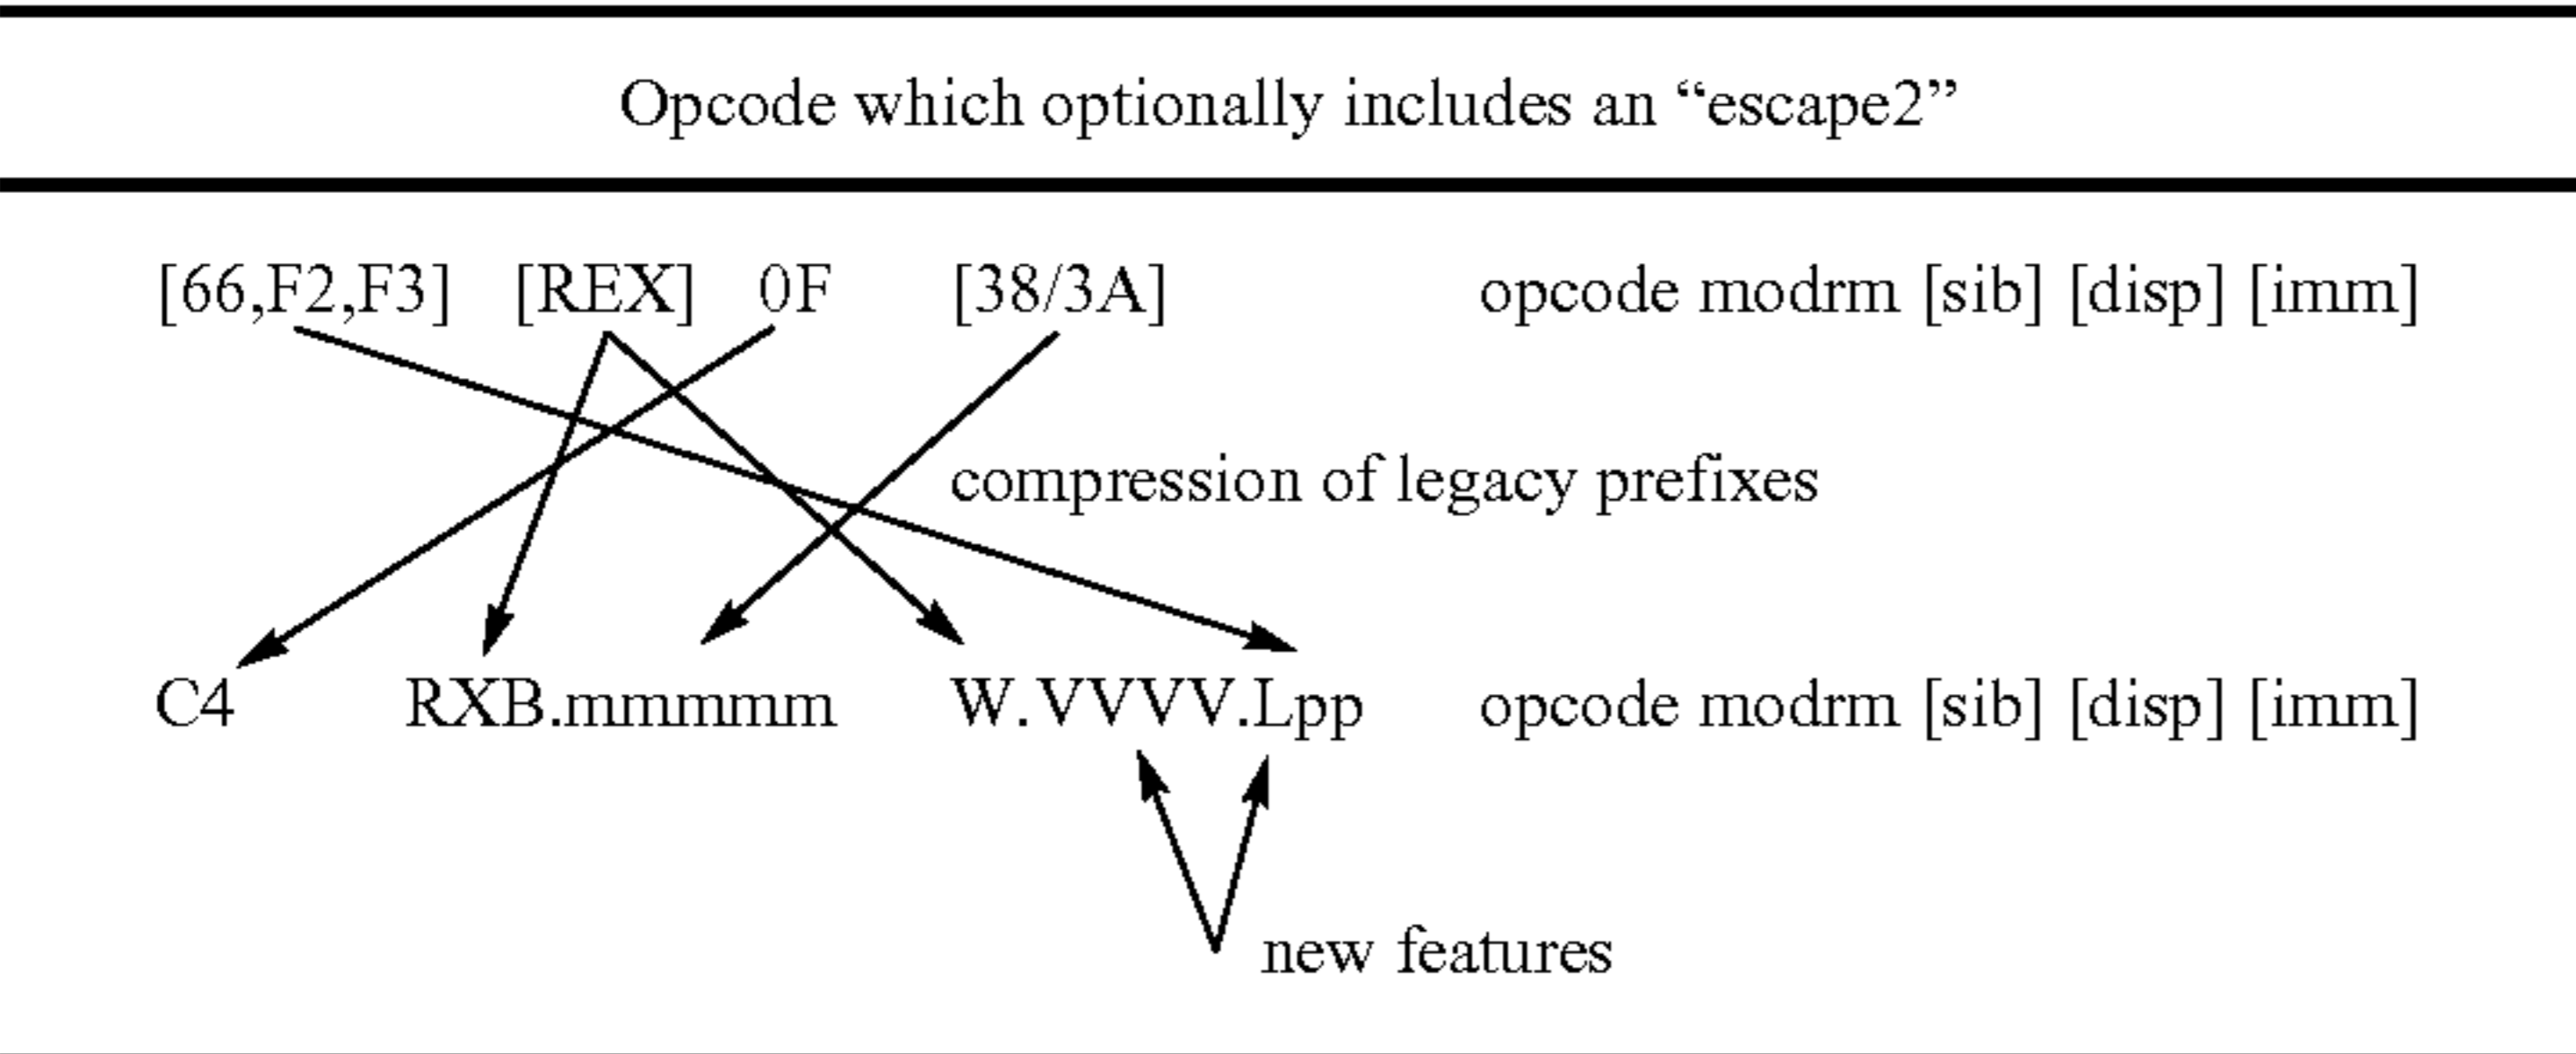 Opcode which optionally includes an “escape2”
[66,F2,F3] [REX] 0F [38/3A] opcode modrm [sib] [disp] [imm]
compression of legacy prefixes
C4 RXB.mmmmm W.VVVV.Lpp opcode modrm [sib] [disp] [imm]
new features